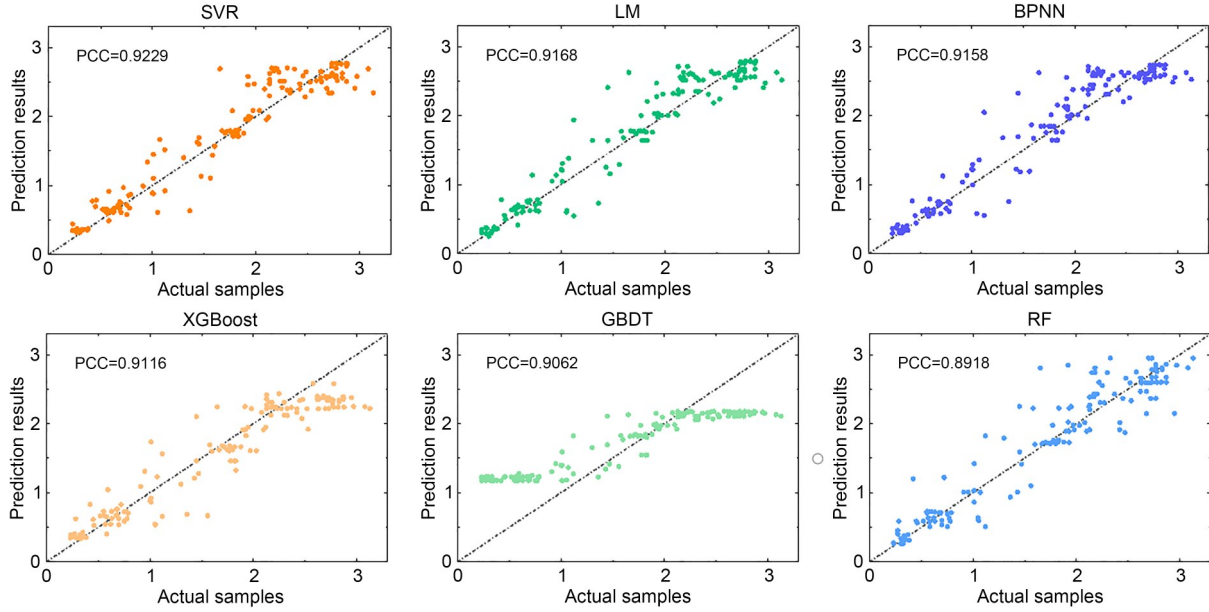 SVR
PCC=0.9229
3
2
1
0
0 1 2 3
Prediction results
Actual samples
LM
PCC=0.9168
3
2
1
0
0 1 2 3
Prediction results
Actual samples
BPNN
PCC=0.9158
3
2
1
0
0 1 2 3
Prediction results
Actual samples
XGBoost
PCC=0.9116
3
2
1
0
0 1 2 3
Prediction results
Actual samples
GBDT
PCC=0.9062
3
2
1
0
0 1 2 3
Prediction results
Actual samples
RF
PCC=0.8918
3
2
1
0
0 1 2 3
Prediction results
Actual samples